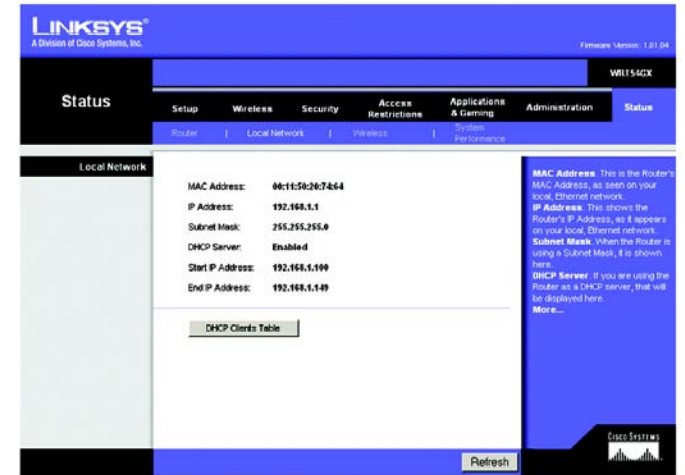 LINKSYS®
A Division of Cisco Systems, Inc.
Firmware Version: 1.01.04
WRT54GX
Status
Setup
Wireless
Security
Access Restrictions
Applications & Gaming
Administration
Status
Router | Local Network | Wireless | System Performance
Local Network
MAC Address: 00:11:50:20:74:64
IP Address: 192.168.1.1
Subnet Mask: 255.255.255.0
DHCP Server: Enabled
Start IP Address: 192.168.1.100
End IP Address: 192.168.1.149
DHCP Clients Table
MAC Address. This is the Router's
MAC Address, as seen on your
local, Ethernet network.
IP Address. This shows the
Router's IP Address, as it appears
on your local, Ethernet network.
Subnet Mask. When the Router is
using a Subnet Mask, it is shown
here.
DHCP Server. If you are using the
Router as a DHCP server, that will
be displayed here.
More...
Refresh
CISCO SYSTEMS